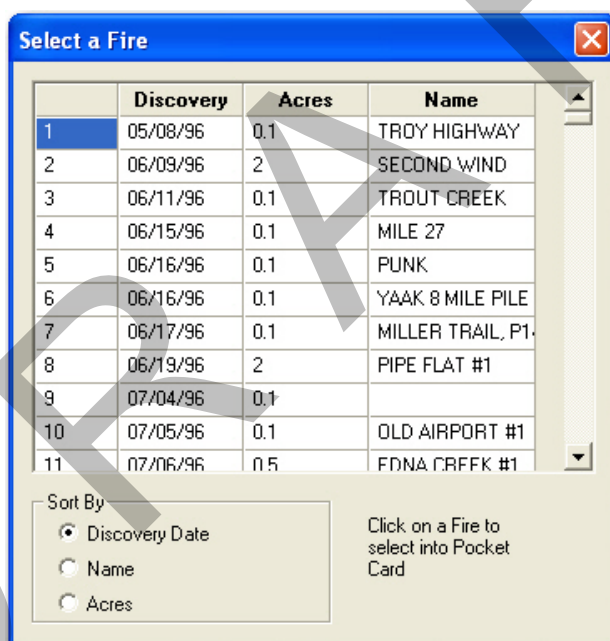 Select a Fire
Discovery Acres Name
1 05/08/96 0.1 TROY HIGHWAY
2 06/09/96 2 SECOND WIND
3 06/11/96 0.1 TROUT CREEK
4 06/15/96 0.1 MILE 27
5 06/16/96 0.1 PUNK
6 06/16/96 0.1 YAAK 8 MILE PILE
7 06/17/96 0.1 MILLER TRAIL, P1
8 06/19/96 2 PIPE FLAT #1
9 07/04/96 0.1
10 07/05/96 0.1 OLD AIRPORT #1
11 07/06/96 0.5 EDNA CREEK #1
Sort By
Discovery Date
Name
Acres
Click on a Fire to
select into Pocket
Card